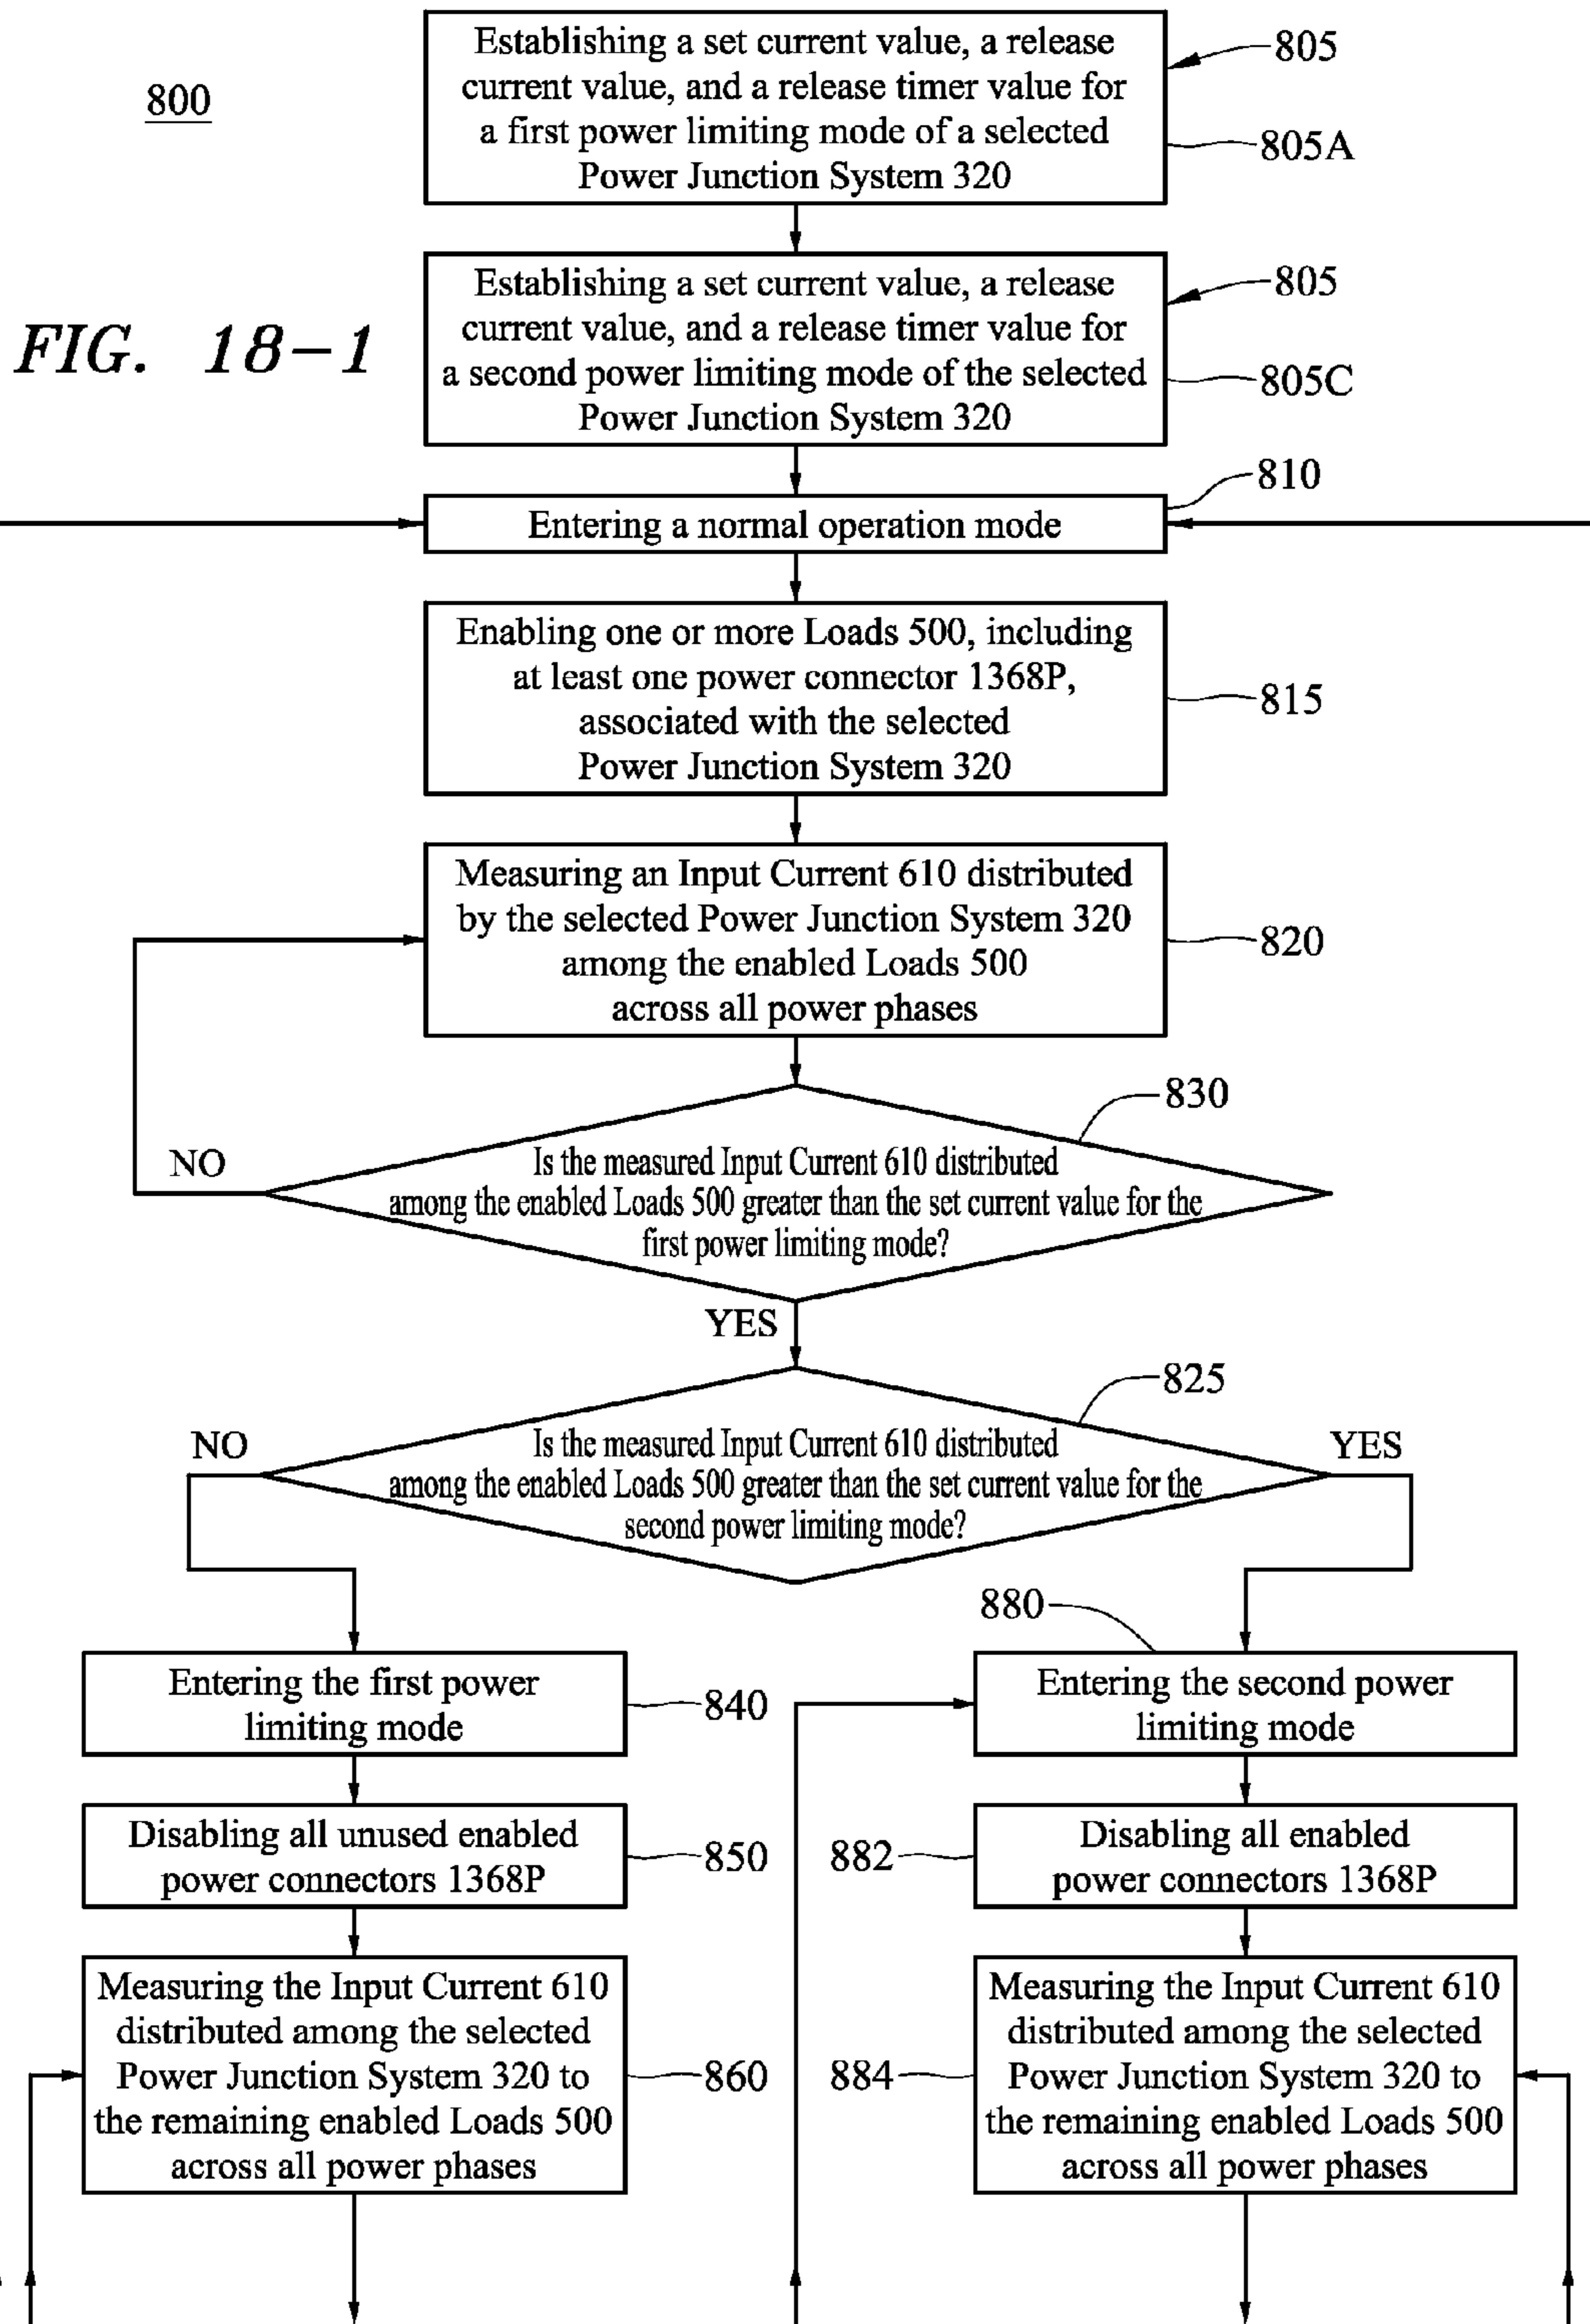 800
Establishing a set current value, a release
current value, and a release timer value for
a first power limiting mode of a selected
Power Junction System 320
805
805A
FIG. 18-1
Establishing a set current value, a release
current value, and a release timer value for
a second power limiting mode of the selected
Power Junction System 320
805
805C
Entering a normal operation mode
810
Enabling one or more Loads 500, including
at least one power connector 1368P,
associated with the selected
Power Junction System 320
815
Measuring an Input Current 610 distributed
by the selected Power Junction System 320
among the enabled Loads 500
across all power phases
820
830
NO
Is the measured Input Current 610 distributed
among the enabled Loads 500 greater than the set current value for the
first power limiting mode?
YES
825
NO
Is the measured Input Current 610 distributed
among the enabled Loads 500 greater than the set current value for the
second power limiting mode?
YES
880
Entering the first power
limiting mode
840
Entering the second power
limiting mode
Disabling all unused enabled
power connectors 1368P
850
882
Disabling all enabled
power connectors 1368P
Measuring the Input Current 610
distributed among the selected
Power Junction System 320 to
the remaining enabled Loads 500
across all power phases
860
884
Measuring the Input Current 610
distributed among the selected
Power Junction System 320 to
the remaining enabled Loads 500
across all power phases